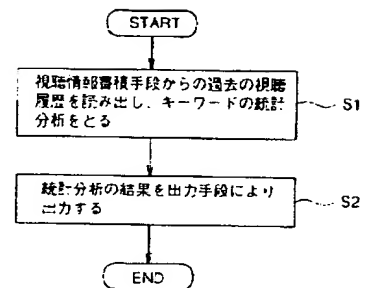 START
視聴情報蓄積手段からの過去の視聴
履歴を読み出し、キーワードの統計
分析をとる
S1
統計分析の結果を出力手段により
出力する
S2
END